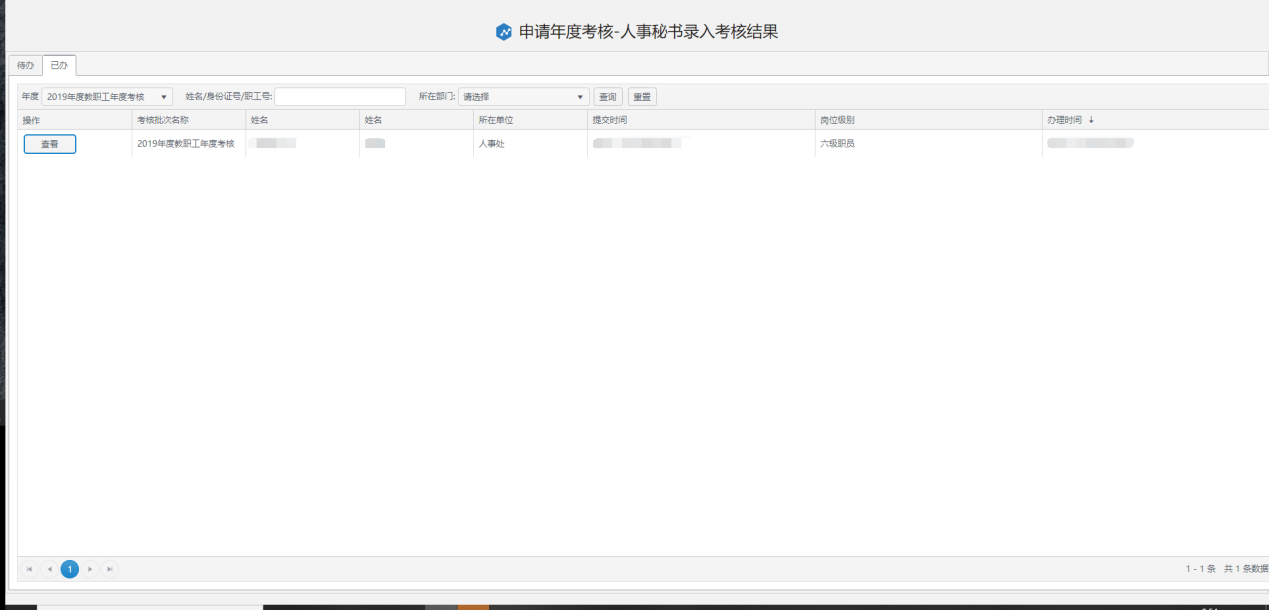 申请年度考核-人事秘书录入考核结果
待办 已办
年度 2019年度教职工年度考核 姓名/身份证号/职工号: 所在部门: 请选择 查询 重置
操作 考核批次名称 姓名 姓名 所在单位 提交时间 岗位级别 办理时间 ↓
查看 2019年度教职工年度考核 人事处 六级职员
1
1 - 1 条 共 1 条数据